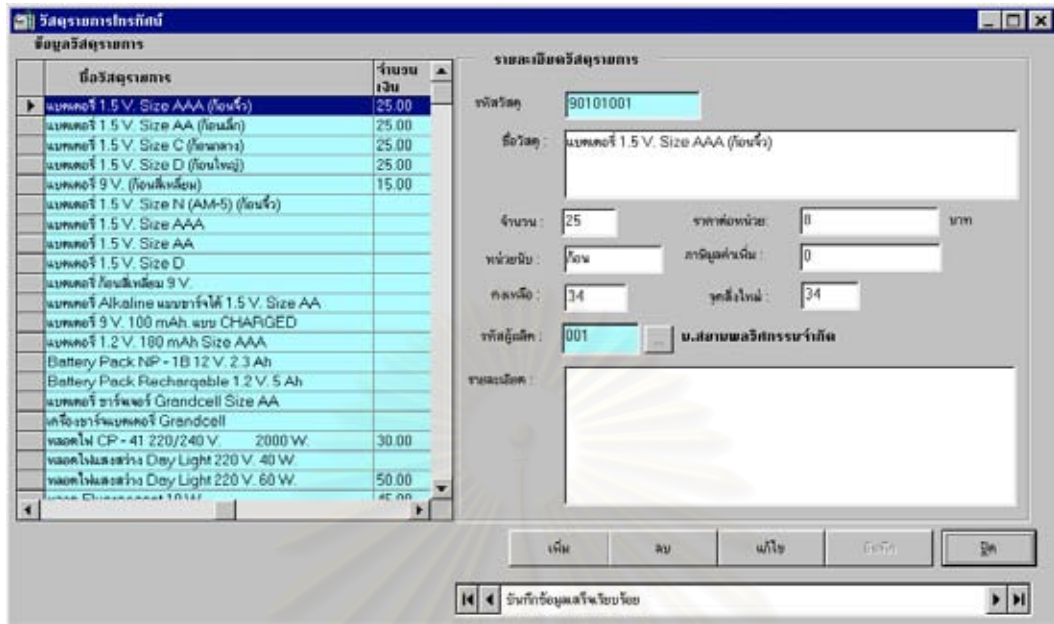 วัสดุรายการโทรทัศน์
ข้อมูลวัสดุรายการ
ชื่อวัสดุรายการ
จำนวนเงิน
แบตเตอรี่ 1.5 V. Size AAA (ก้อนจิ๋ว) 25.00
แบตเตอรี่ 1.5 V. Size AA (ก้อนเล็ก) 25.00
แบตเตอรี่ 1.5 V. Size C (ก้อนกลาง) 25.00
แบตเตอรี่ 1.5 V. Size D (ก้อนใหญ่) 25.00
แบตเตอรี่ 9 V. (ก้อนสี่เหลี่ยม) 15.00
แบตเตอรี่ 1.5 V. Size N (AM-5) (ก้อนจิ๋ว)
แบตเตอรี่ 1.5 V. Size AAA
แบตเตอรี่ 1.5 V. Size AA
แบตเตอรี่ 1.5 V. Size D
แบตเตอรี่ ก้อนสี่เหลี่ยม 9 V.
แบตเตอรี่ Alkaline แบบชาร์จได้ 1.5 V. Size AA
แบตเตอรี่ 9 V. 100 mAh. แบบ CHARGED
แบตเตอรี่ 1.2 V. 180 mAh Size AAA
Battery Pack NP - 1B 12 V. 2.3 Ah
Battery Pack Rechargable 1.2 V. 5 Ah
แบตเตอรี่ ชาร์จเจอร์ Grandcell Size AA
เครื่องชาร์จแบตเตอรี่ Grandcell
หลอดไฟ CP - 41 220/240 V. 2000 W. 30.00
หลอดไฟแสงสว่าง Day Light 220 V. 40 W.
หลอดไฟแสงสว่าง Day Light 220 V. 60 W. 50.00
หลอด Fluorescent 18 W. 45.00
รายละเอียดวัสดุรายการ
รหัสวัสดุ 90101001
ชื่อวัสดุ : แบตเตอรี่ 1.5 V. Size AAA (ก้อนจิ๋ว)
จำนวน : 25 ราคาต่อหน่วย: 8 บาท
หน่วยนับ : ก้อน ภาษีมูลค่าเพิ่ม : 0
คงเหลือ : 34 จุดสั่งใหม่ : 34
รหัสผู้ผลิต : 001 ...
รายละเอียด :
เพิ่ม ลบ แก้ไข บันทึก ปิด
บันทึกข้อมูลเสร็จเรียบร้อย